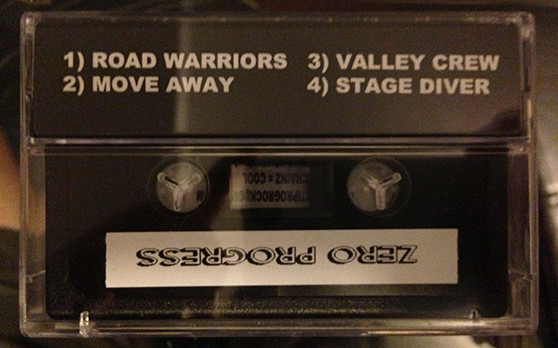 1) ROAD WARRIORS
2) MOVE AWAY
3) VALLEY CREW
4) STAGE DIVER
ZERO PROGRESS